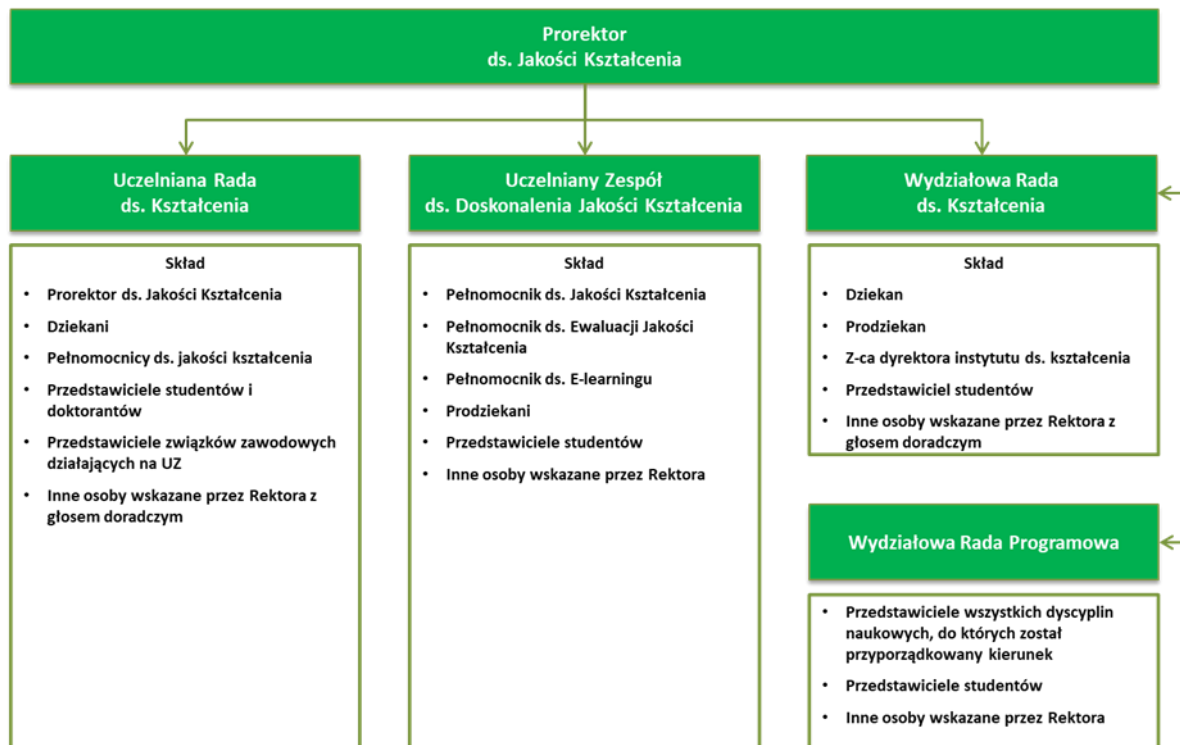 Prorektor
ds. Jakości Kształcenia
Uczelniana Rada
ds. Kształcenia
Skład
• Prorektor ds. Jakości Kształcenia
• Dziekani
• Pełnomocnicy ds. jakości kształcenia
• Przedstawiciele studentów i
doktorantów
• Przedstawiciele związków zawodowych
działających na UZ
• Inne osoby wskazane przez Rektora z
głosem doradczym
Uczelniany Zespół
ds. Doskonalenia Jakości Kształcenia
Skład
• Pełnomocnik ds. Jakości Kształcenia
• Pełnomocnik ds. Ewaluacji Jakości
Kształcenia
• Pełnomocnik ds. E-learningu
• Prodziekani
• Przedstawiciele studentów
• Inne osoby wskazane przez Rektora
Wydziałowa Rada
ds. Kształcenia
Skład
• Dziekan
• Prodziekan
• Z-ca dyrektora instytutu ds. kształcenia
• Przedstawiciel studentów
• Inne osoby wskazane przez Rektora z
głosem doradczym
Wydziałowa Rada Programowa
• Przedstawiciele wszystkich dyscyplin
naukowych, do których został
przyporządkowany kierunek
• Przedstawiciele studentów
• Inne osoby wskazane przez Rektora